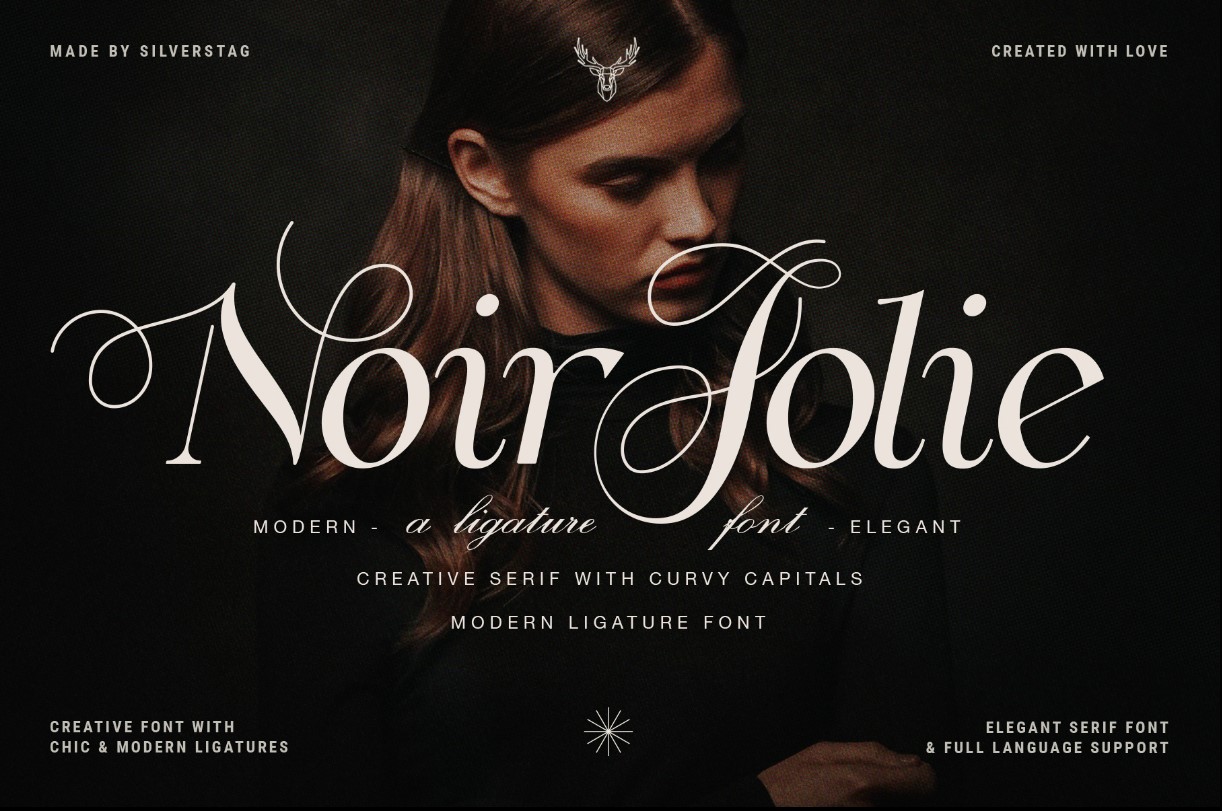 MADE BY SILVERSTAG
CREATED WITH LOVE
Noir Jolie
MODERN - a ligature font - ELEGANT
CREATIVE SERIF WITH CURVY CAPITALS
MODERN LIGATURE FONT
CREATIVE FONT WITH
CHIC & MODERN LIGATURES
ELEGANT SERIF FONT
& FULL LANGUAGE SUPPORT